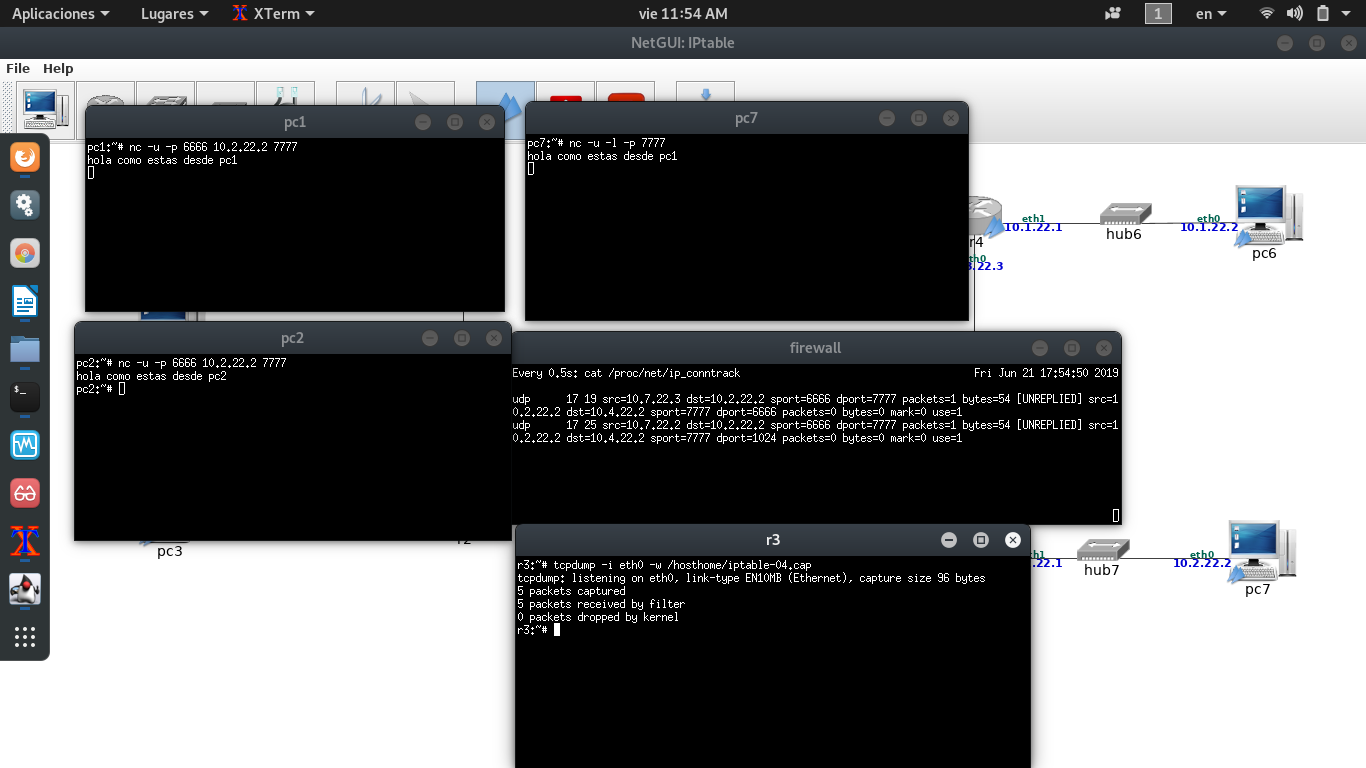 Aplicaciones Lugares XTerm vie 11:54 AM 1 en
NetGUI: IPtable
File Help
pc1
pc1:~# nc -u -p 6666 10.2.22.2 7777
hola como estas desde pc1
pc7
pc7:~# nc -u -l -p 7777
hola como estas desde pc1
r4
eth1
10.1.22.1
hub6
eth0
10.1.22.2
pc6
th0
.22.3
pc2
pc2:~# nc -u -p 6666 10.2.22.2 7777
hola como estas desde pc2
pc2:~#
firewall
Every 0.5s: cat /proc/net/ip_conntrack Fri Jun 21 17:54:50 2019
udp 17 19 src=10.7.22.3 dst=10.2.22.2 sport=6666 dport=7777 packets=1 bytes=54 [UNREPLIED] src=1
0.2.22.2 dst=10.4.22.2 sport=7777 dport=6666 packets=0 bytes=0 mark=0 use=1
udp 17 25 src=10.7.22.2 dst=10.2.22.2 sport=6666 dport=7777 packets=1 bytes=54 [UNREPLIED] src=1
0.2.22.2 dst=10.4.22.2 sport=7777 dport=1024 packets=0 bytes=0 mark=0 use=1
pc3
r3
r3:~# tcpdump -i eth0 -w /hosthome/iptable-04.cap
tcpdump: listening on eth0, link-type EN10MB (Ethernet), capture size 96 bytes
5 packets captured
5 packets received by filter
0 packets dropped by kernel
r3:~#
h1
hub7
eth0
10.2.22.2
pc7